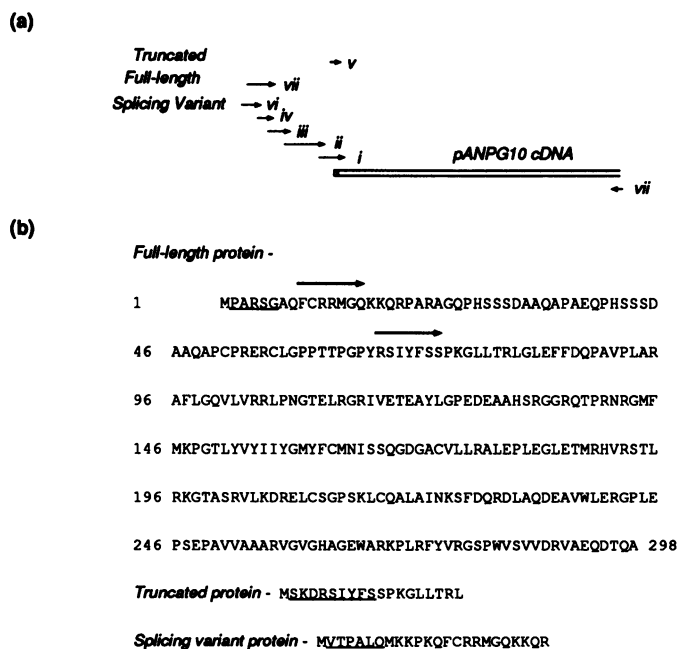 (a)
Truncated
v
Full-length
vii
Splicing Variant
vi
iv
iii
ii
i
pANPG10 cDNA
vii
(b)
Full-length protein -
1 MPARSGAQFCRRMGQKKQRPARAGQPHSSSDAAQAPAEQPHSSSD
46 AAQAPCPRERCLGPPTTPGPYRSIYFSSPKGLLTRLGLEFFDQPAVPLAR
96 AFLGQVLVRRLPNGTELRGRIVETEAYLGPEDEAAHSRGGRQTPRNRGMF
146 MKPGTLYVYIIYGMYFCMNISSQGDGACVLLRALEPLEGLETMRHVRSTL
196 RKGTASRVLKDRELCSGPSKLCQALAINKSFDQRDLAQDEAVWLERGPLE
246 PSEPAVVAAARVGVGHAGEWARKPLRFYVRGSPWVSVVDRVAEQDTQA 298
Truncated protein - MSKDRSIYFSSPKGLLTRL
Splicing variant protein - MVTPALQMKKPKQFCRRMGQKKQR